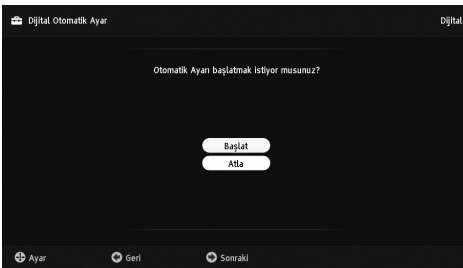 Dijital Otomatik Ayar
Dijital
Otomatik Ayarı başlatmak istiyor musunuz?
Başlat
Atla
Ayar
Geri
Sonraki